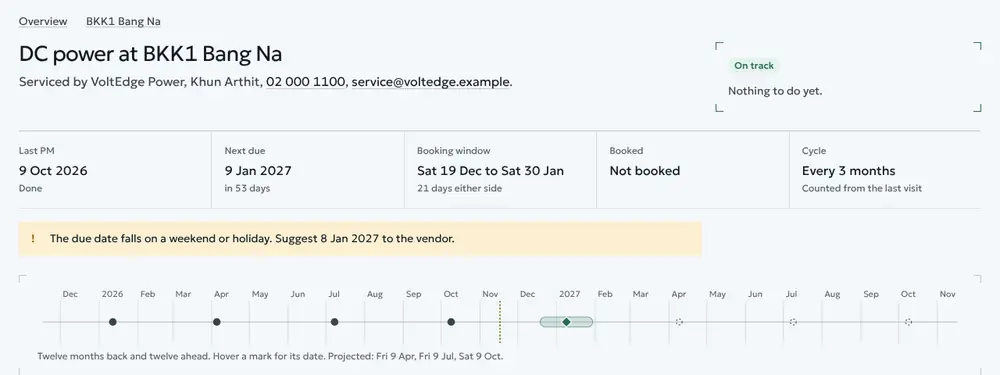 Overview BKK1 Bang Na
DC power at BKK1 Bang Na
Serviced by VoltEdge Power, Khun Arthit, 02 000 1100, service@voltedge.example.
On track
Nothing to do yet.
Last PM
9 Oct 2026
Done
Next due
9 Jan 2027
in 53 days
Booking window
Sat 19 Dec to Sat 30 Jan
21 days either side
Booked
Not booked
Cycle
Every 3 months
Counted from the last visit
! The due date falls on a weekend or holiday. Suggest 8 Jan 2027 to the vendor.
Dec 2026 Feb Mar Apr May Jun Jul Aug Sep Oct Nov Dec 2027 Feb Mar Apr May Jun Jul Aug Sep Oct Nov
Twelve months back and twelve ahead. Hover a mark for its date. Projected: Fri 9 Apr, Fri 9 Jul, Sat 9 Oct.